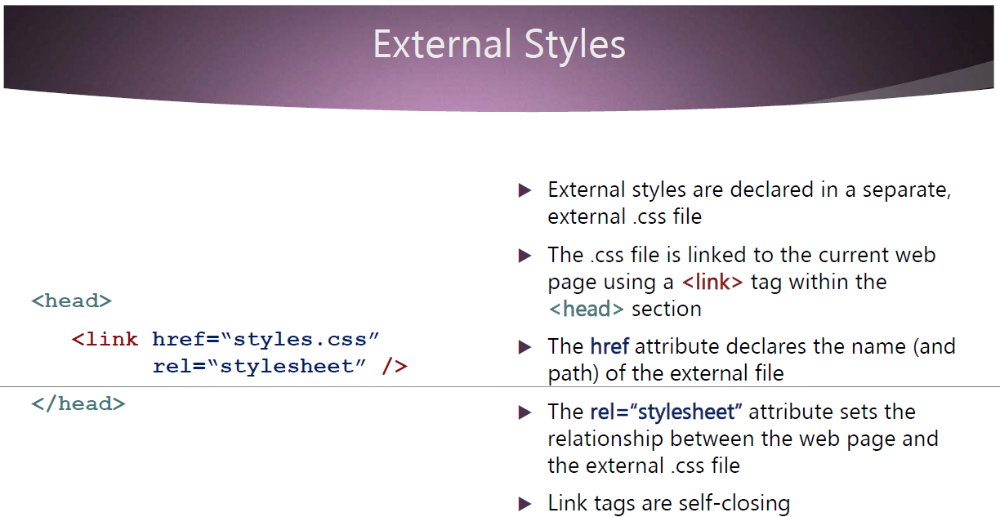 External Styles
<head>
<link href=“styles.css”
rel=“stylesheet” />
</head>
External styles are declared in a separate,
external .css file
The .css file is linked to the current web
page using a <link> tag within the
<head> section
The href attribute declares the name (and
path) of the external file
The rel=“stylesheet” attribute sets the
relationship between the web page and
the external .css file
Link tags are self-closing